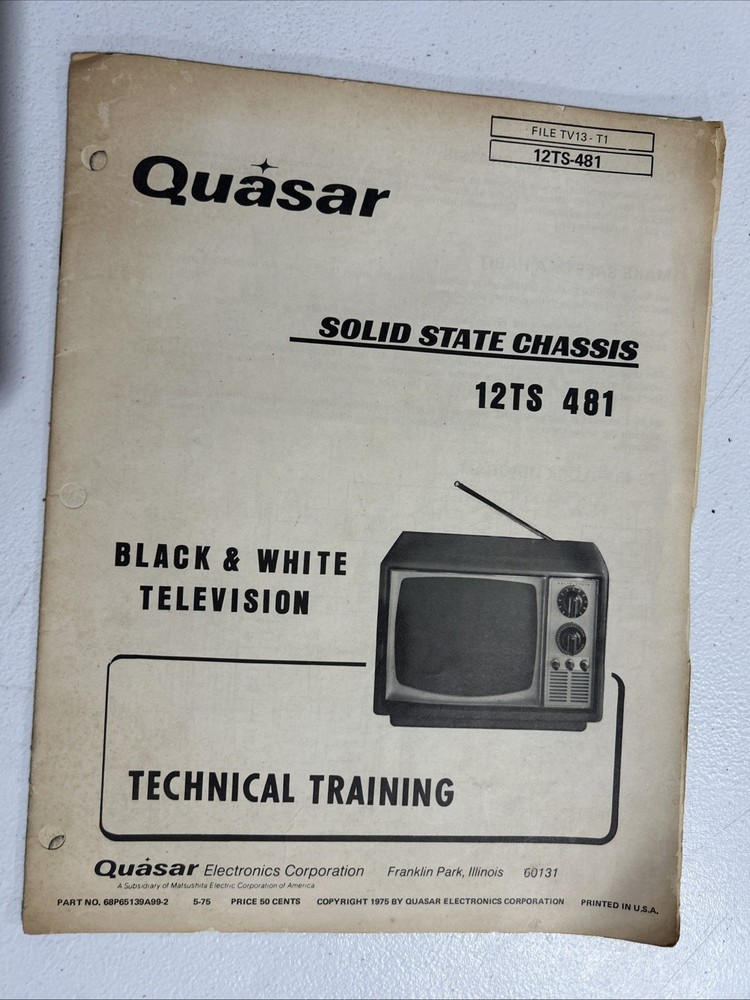 FILE TV13-T1
12TS-481
Quasar
SOLID STATE CHASSIS
12TS 481
BLACK & WHITE
TELEVISION
TECHNICAL TRAINING
Quasar Electronics Corporation Franklin Park, Illinois 60131
A Subsidiary of Matsushita Electric Corporation of America
PART NO. 68P65139A99-2 5-75 PRICE 50 CENTS COPYRIGHT 1975 BY QUASAR ELECTRONICS CORPORATION PRINTED IN U.S.A.